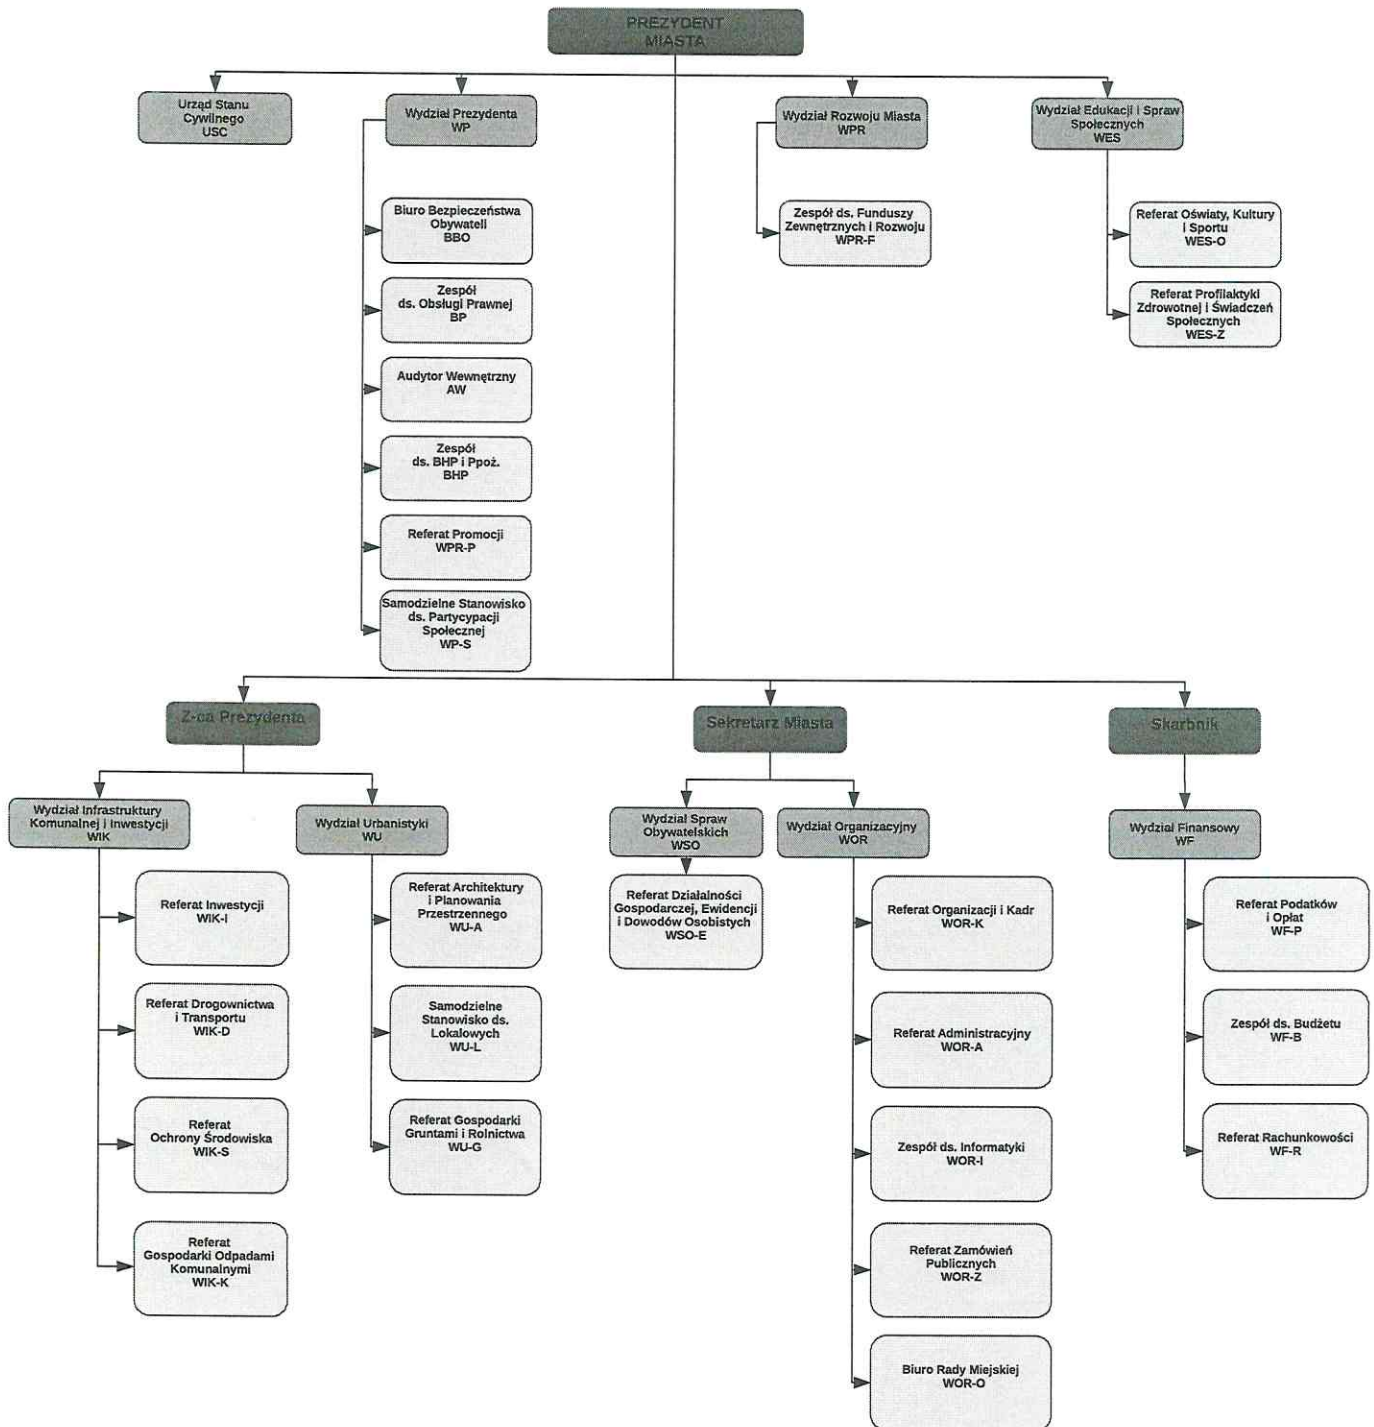 PREZYDENT
MIASTA
Urząd Stanu
Cywilnego
USC
Wydział Prezydenta
WP
Wydział Rozwoju Miasta
WPR
Wydział Edukacji i Spraw
Społecznych
WES
Biuro Bezpieczeństwa
Obywateli
BBO
Zespół
ds. Obsługi Prawnej
BP
Audytor Wewnętrzny
AW
Zespół
ds. BHP i Ppoż.
BHP
Referat Promocji
WPR-P
Samodzielne Stanowisko
ds. Partycypacji
Społecznej
WP-S
Zespół ds. Funduszy
Zewnętrznych i Rozwoju
WPR-F
Referat Oświaty, Kultury
i Sportu
WES-O
Referat Profilaktyki
Zdrowotnej i Świadczeń
Społecznych
WES-Z
Z-ca Prezydenta
Sekretarz Miasta
Skarbnik
Wydział Infrastruktury
Komunalnej i Inwestycji
WIK
Wydział Urbanistyki
WU
Wydział Spraw
Obywatelskich
WSO
Wydział Organizacyjny
WOR
Wydział Finansowy
WF
Referat Inwestycji
WIK-I
Referat Drogownictwa
i Transportu
WIK-D
Referat
Ochrony Środowiska
WIK-S
Referat
Gospodarki Odpadami
Komunalnymi
WIK-K
Referat Architektury
i Planowania
Przestrzennego
WU-A
Samodzielne
Stanowisko ds.
Lokalowych
WU-L
Referat Gospodarki
Gruntami i Rolnictwa
WU-G
Referat Działalności
Gospodarczej, Ewidencji
i Dowodów Osobistych
WSO-E
Referat Organizacji i Kadr
WOR-K
Referat Administracyjny
WOR-A
Zespół ds. Informatyki
WOR-I
Referat Zamówień
Publicznych
WOR-Z
Biuro Rady Miejskiej
WOR-O
Referat Podatków
i Opłat
WF-P
Zespół ds. Budżetu
WF-B
Referat Rachunkowości
WF-R